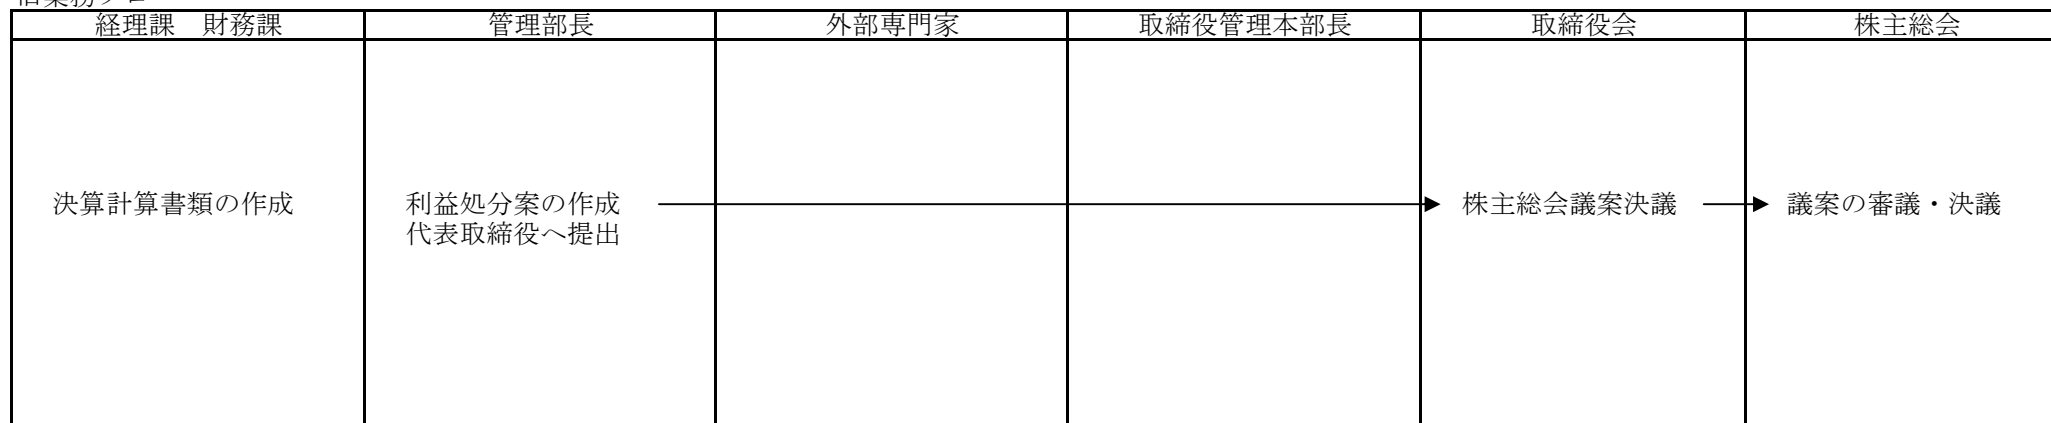 経理課　財務課
管理部長
外部専門家
取締役管理本部長
取締役会
株主総会
決算計算書類の作成
利益処分案の作成
代表取締役へ提出
株主総会議案決議
議案の審議・決議